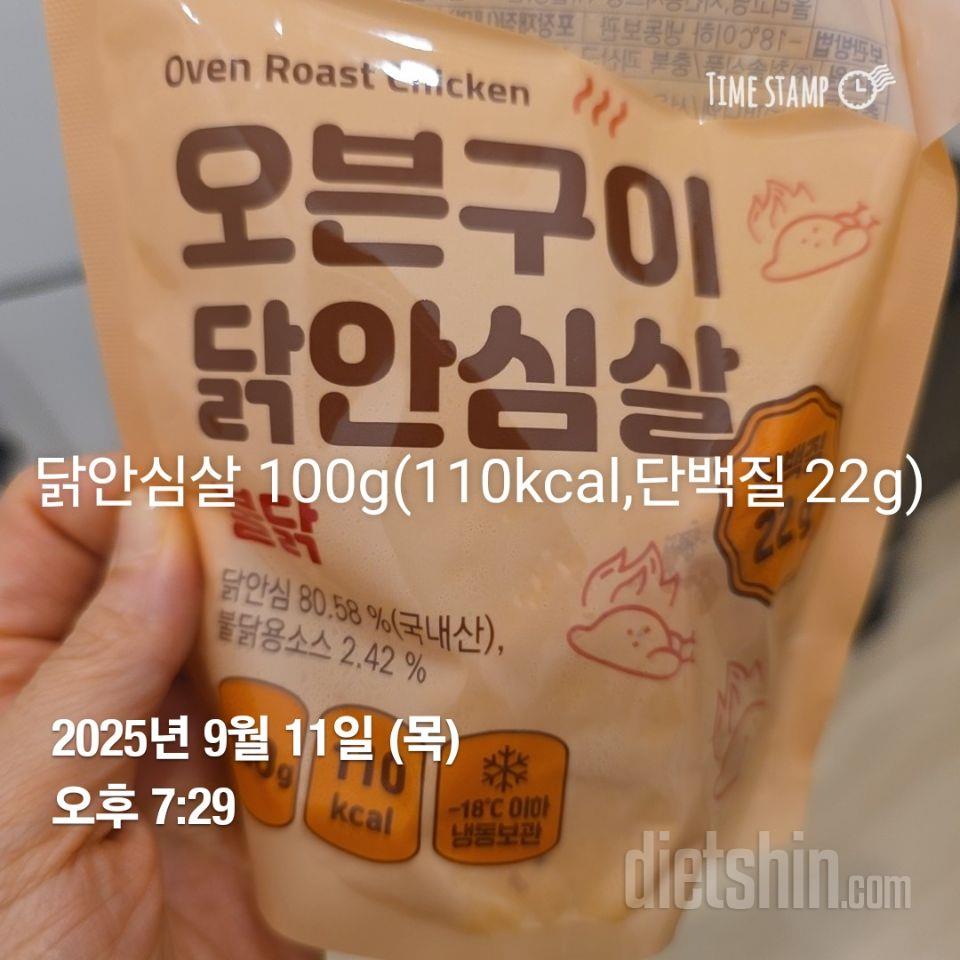 Oven Roast Chicken
TIME STAMP
오븐구이
닭안심살
닭안심살 100g(110kcal,단백질 22g)
22g
불닭
닭안심 80.58 %(국내산),
불닭용소스 2.42 %
2025년 9월 11일 (목)
오후 7:29
110
kcal
-18℃ 이하
냉동보관
dietshin.com